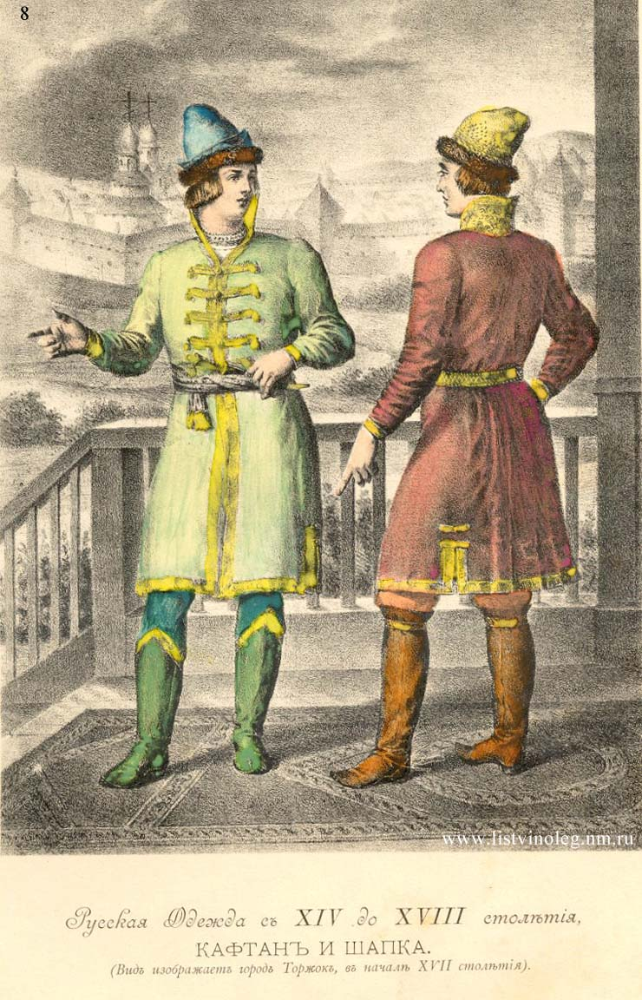 8
www.listvinoleg.nm.ru
Русская Одежда съ XIV до XVIII столѣтія,
КАФТАНЪ И ШАПКА.
(Видъ изображаетъ городъ Торжокъ, въ началѣ XVII столѣтія).